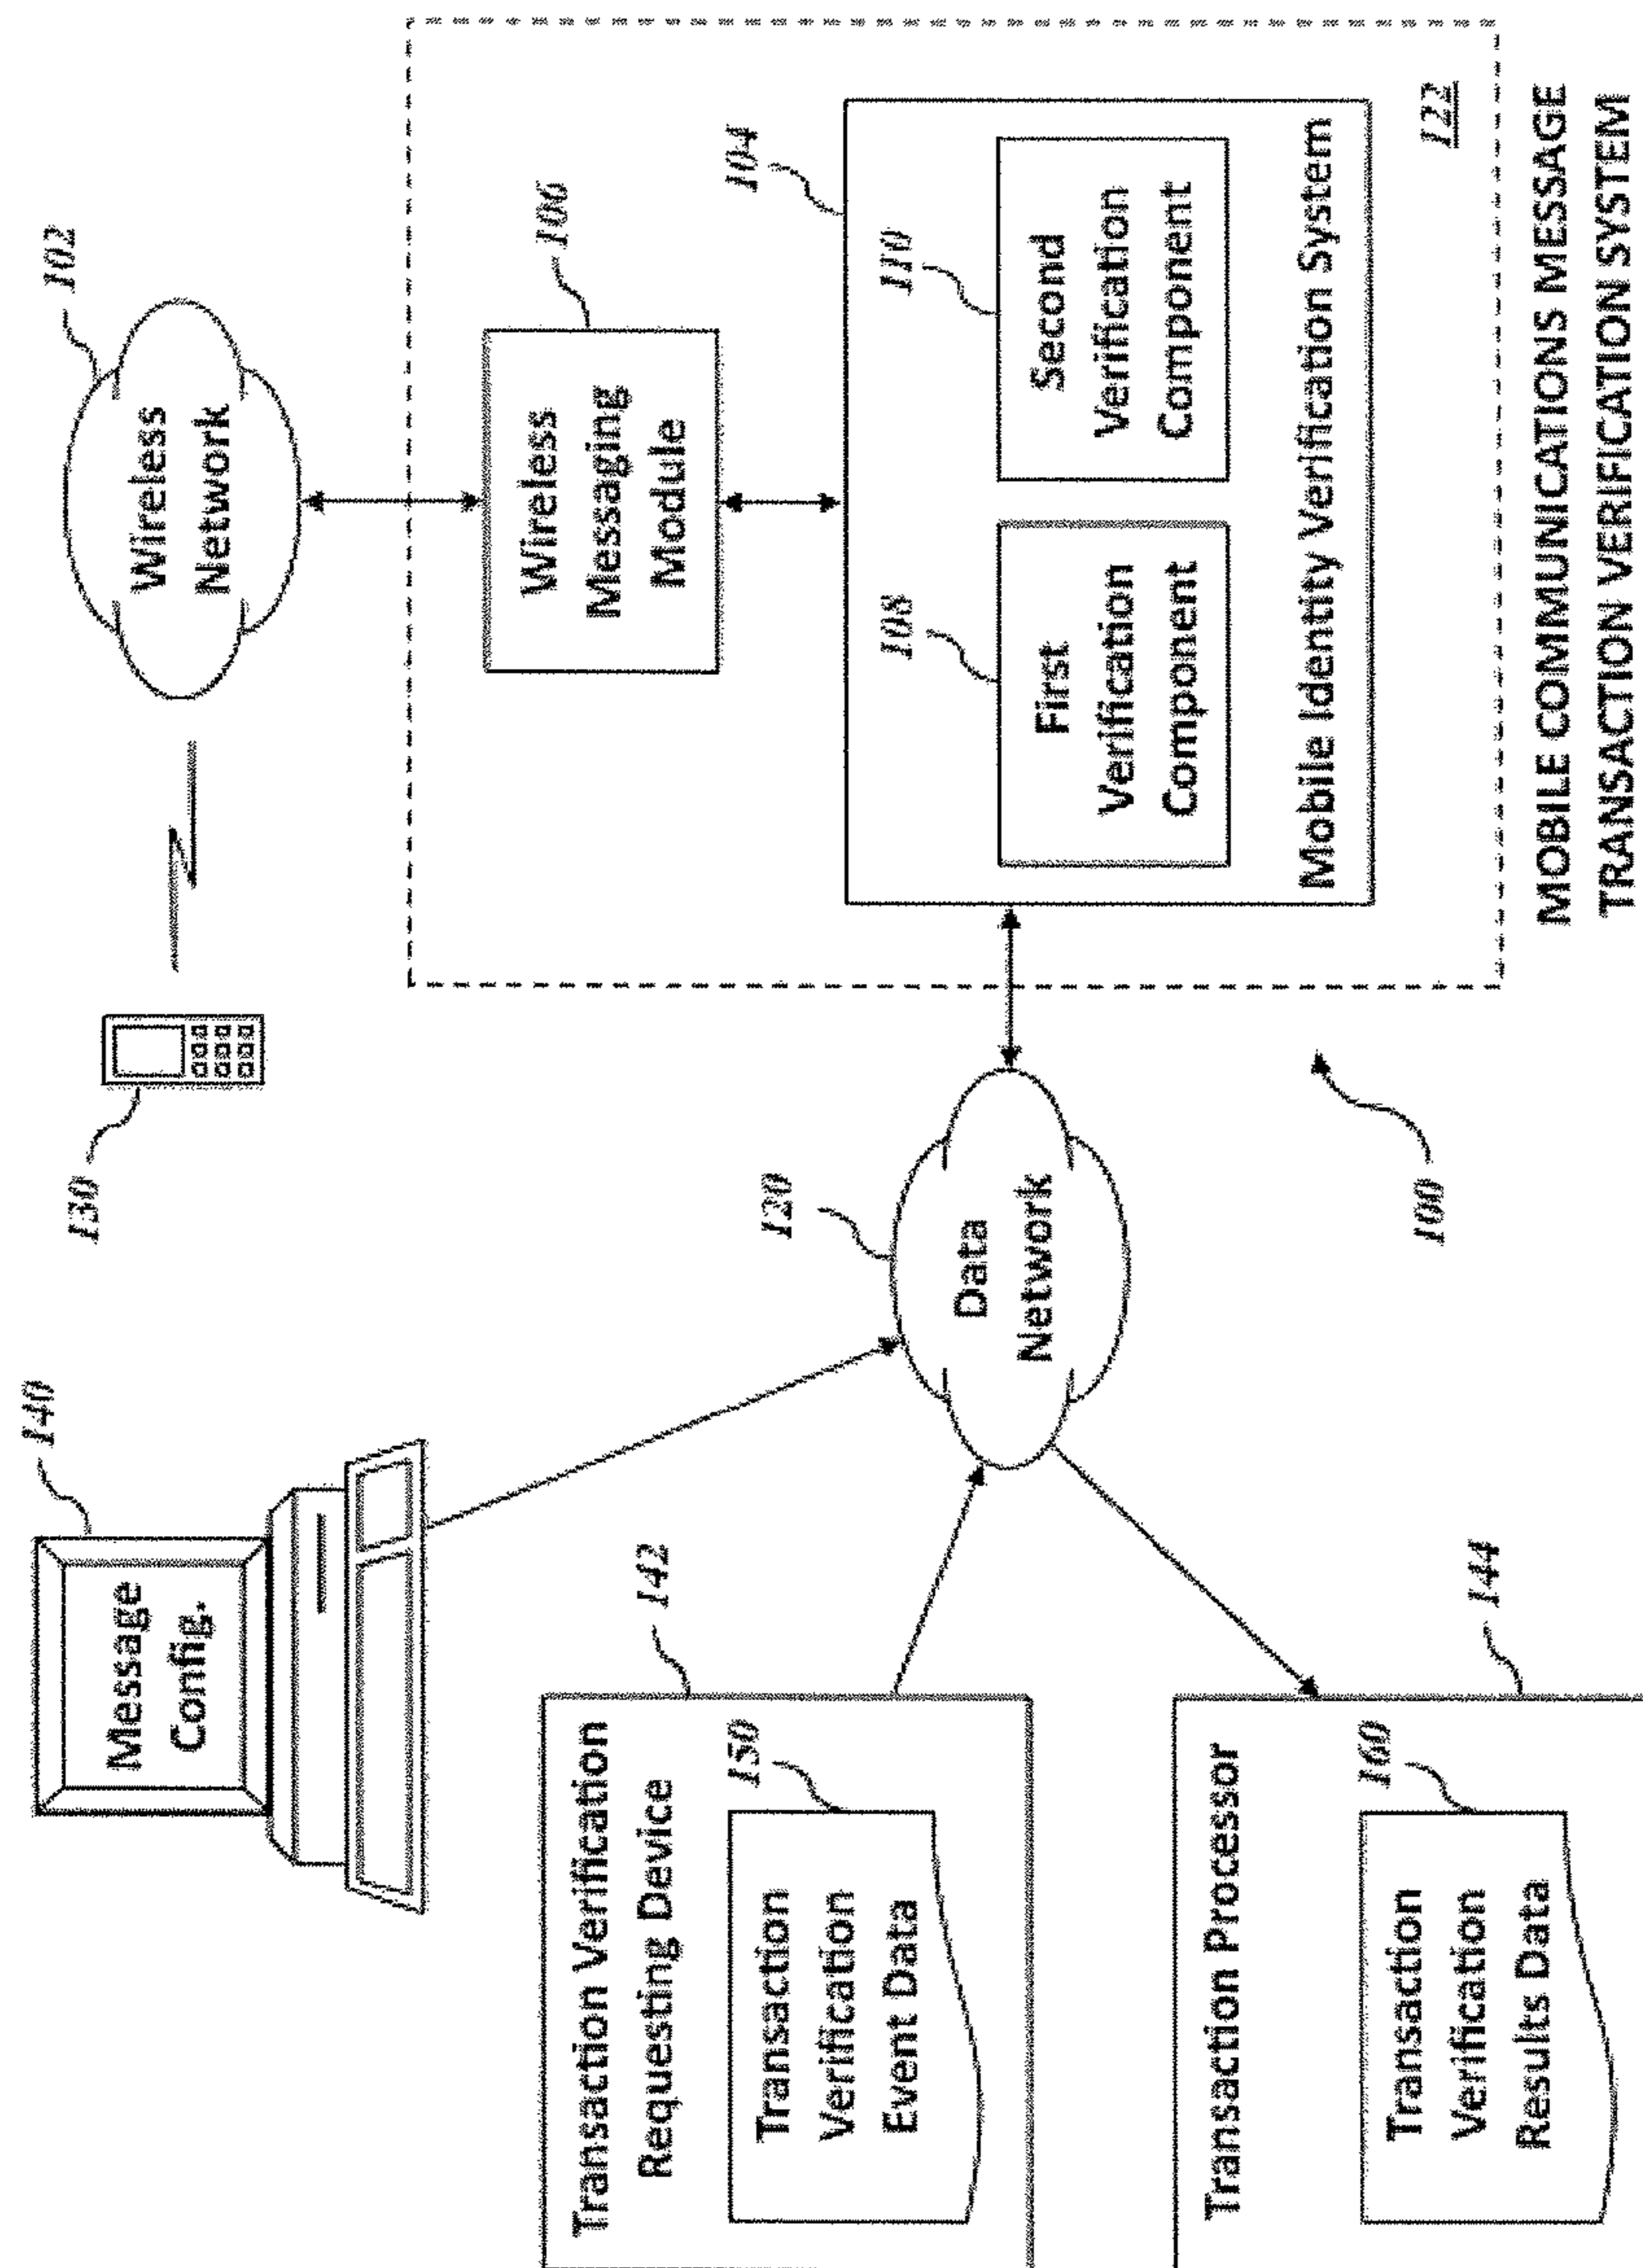 140
Message
Config.
130
102
Wireless
Network
142
Transaction Verification
Requesting Device
150
Transaction
Verification
Event Data
120
Data
Network
106
Wireless
Messaging
Module
104
108
First
Verification
Component
110
Second
Verification
Component
Mobile Identity Verification System
122
144
Transaction Processor
160
Transaction
Verification
Results Data
100
MOBILE COMMUNICATIONS MESSAGE
TRANSACTION VERIFICATION SYSTEM